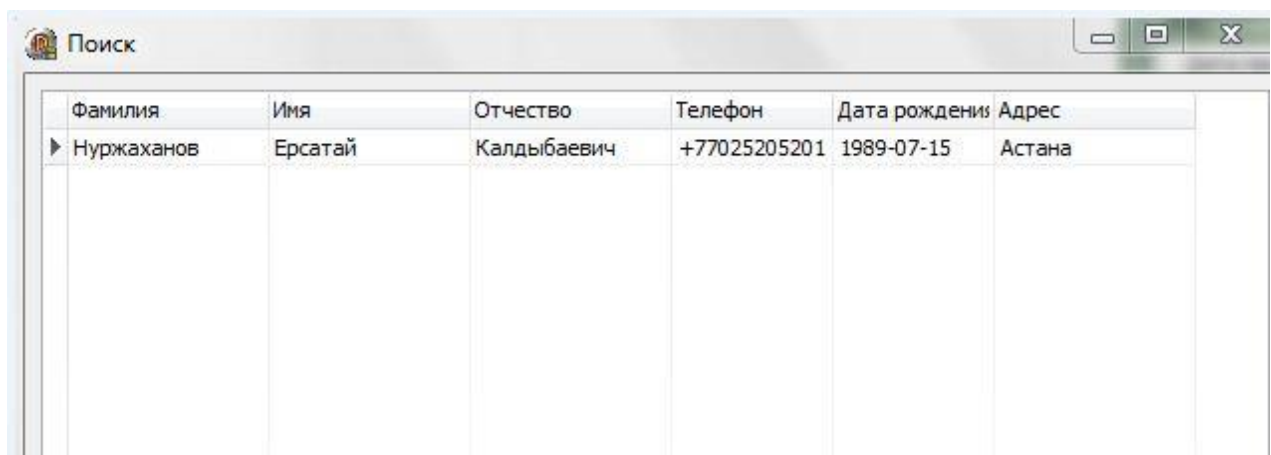 Поиск
Фамилия Имя Отчество Телефон Дата рождения Адрес
Нуржаханов Ерсатай Калдыбаевич +77025205201 1989-07-15 Астана